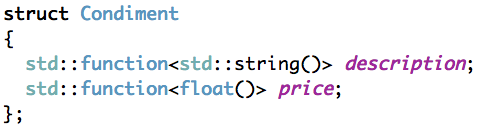 struct Condiment
{
  std::function<std::string()> description;
  std::function<float()> price;
};